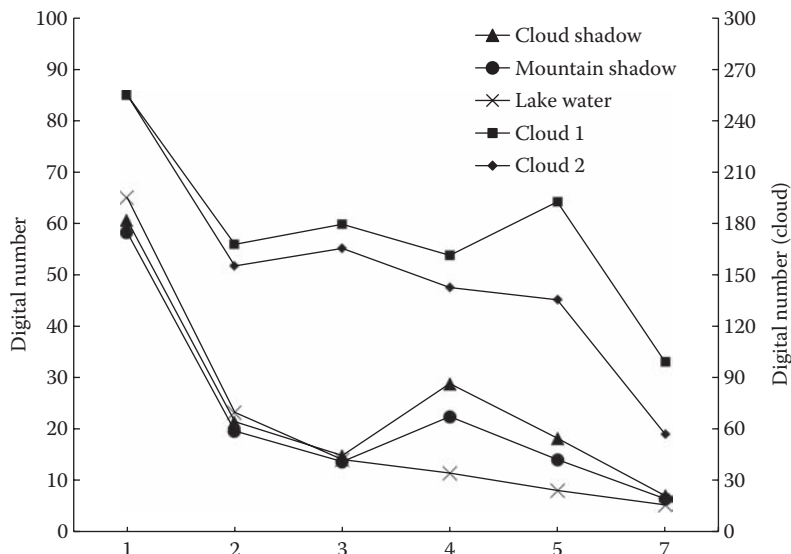 100
90
80
70
60
50
40
30
20
10
0
Digital number
300
270
240
210
180
150
120
90
60
30
0
Digital number (cloud)
Cloud shadow
Mountain shadow
Lake water
Cloud 1
Cloud 2
1 2 3 4 5 7